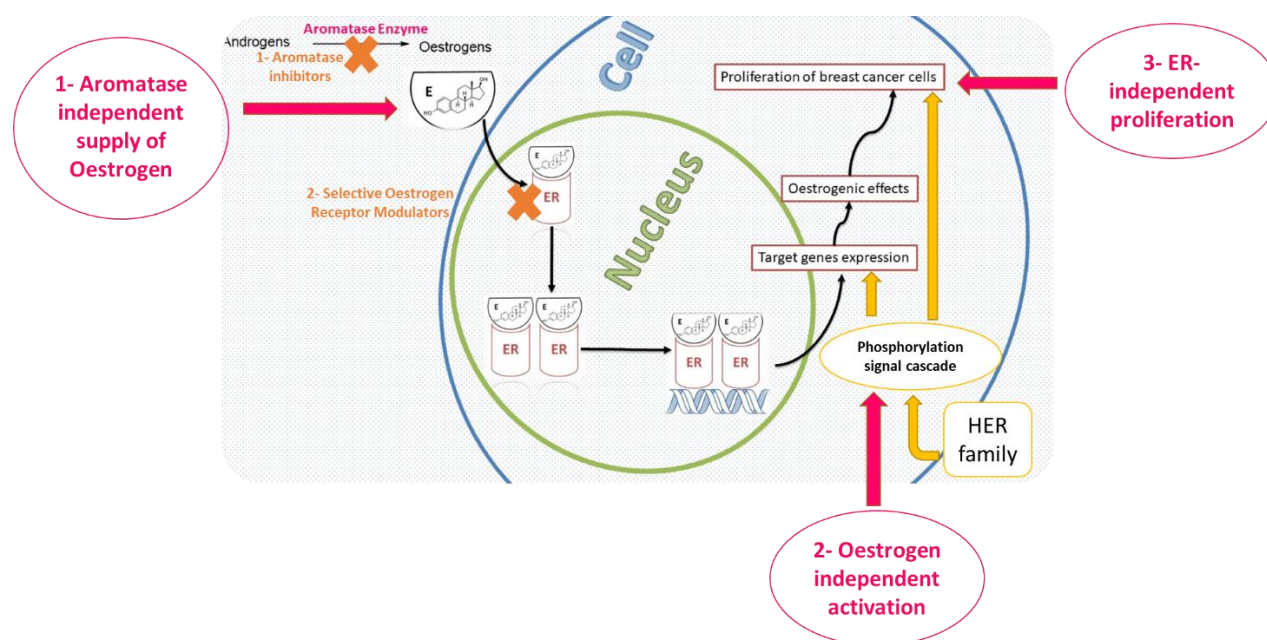 Aromatase Enzyme
Androgens
Oestrogens
1- Aromatase
inhibitors
1- Aromatase
independent
supply of
Oestrogen
E
HO
OH
H
H
H
Cell
Proliferation of breast cancer cells
3- ER-
independent
proliferation
2- Selective Oestrogen
Receptor Modulators
E
ER
Nucleus
Oestrogenic effects
Target genes expression
E
E
ER
ER
E
E
ER
ER
Phosphorylation
signal cascade
HER
family
2- Oestrogen
independent
activation